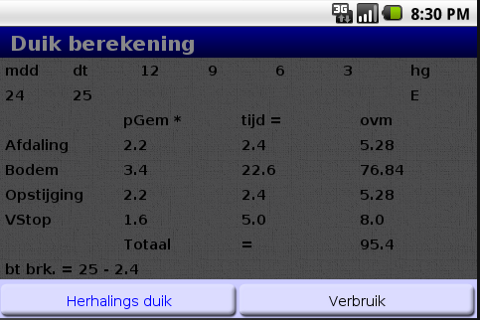 3G 8:30 PM
Duik berekening
mdd dt 12 9 6 3 hg
24 25 E
pGem * tijd = ovm
Afdaling 2.2 2.4 5.28
Bodem 3.4 22.6 76.84
Opstijging 2.2 2.4 5.28
VStop 1.6 5.0 8.0
Totaal = 95.4
bt brk. = 25 - 2.4
Herhalings duik Verbruik